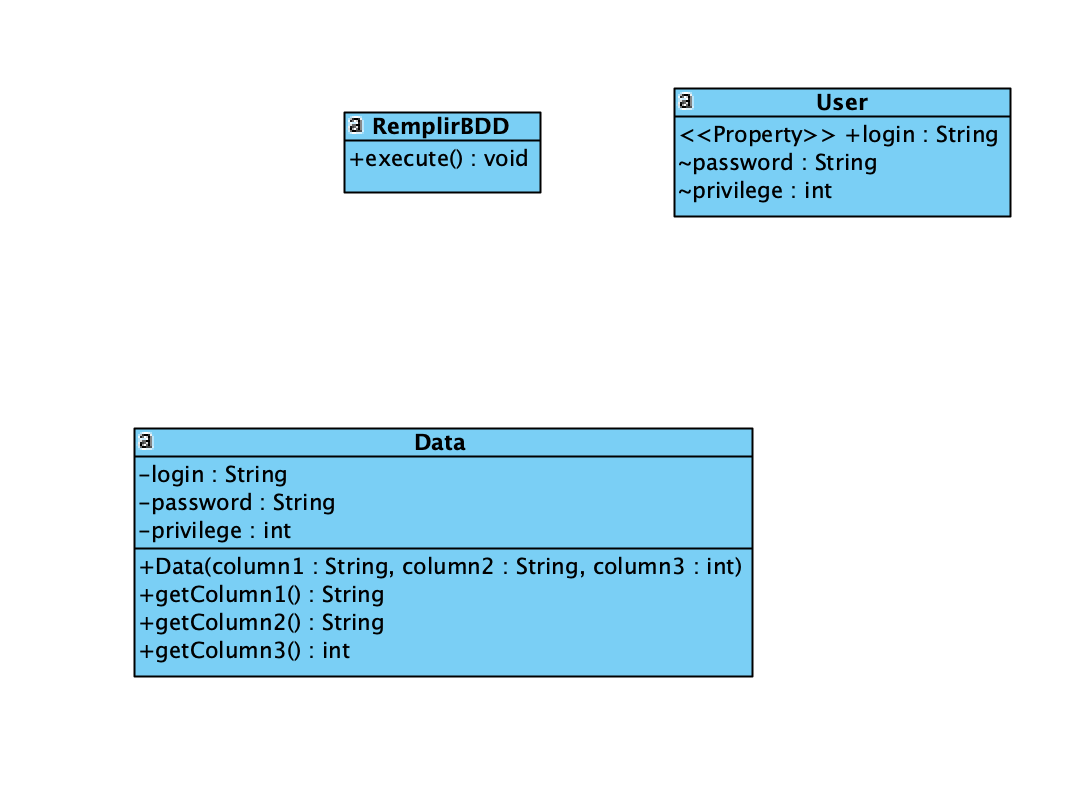 a RemplirBDD
+execute() : void
a User
<<Property>> +login : String
~password : String
~privilege : int
a Data
-login : String
-password : String
-privilege : int
+Data(column1 : String, column2 : String, column3 : int)
+getColumn1() : String
+getColumn2() : String
+getColumn3() : int